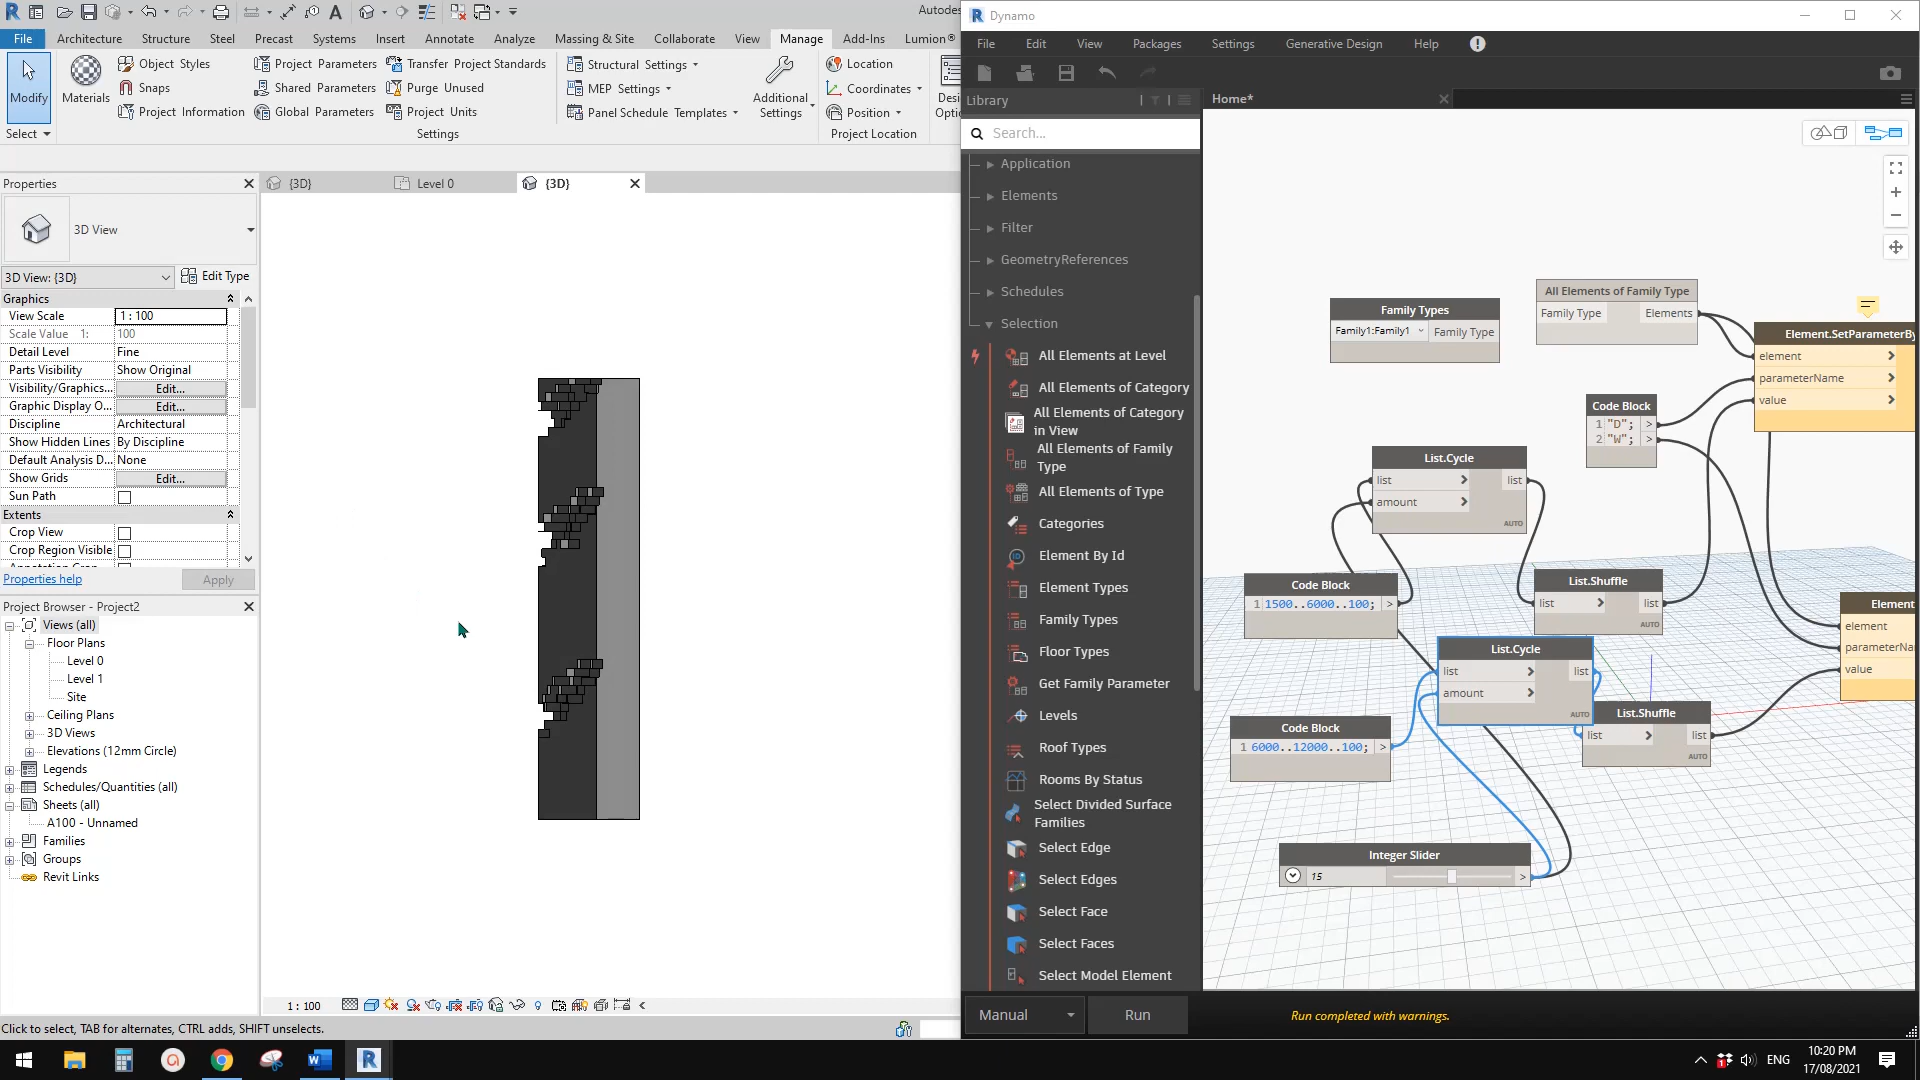 Autodes
File
Architecture
Structure
Steel
Precast
Systems
Insert
Annotate
Analyze
Massing & Site
Collaborate
View
Manage
Add-Ins
Lumion®
Modify
Select
Materials
Object Styles
Snaps
Project Information
Project Parameters
Shared Parameters
Global Parameters
Transfer Project Standards
Purge Unused
Project Units
Settings
Structural Settings
MEP Settings
Panel Schedule Templates
Additional
Settings
Location
Coordinates
Position
Project Location
Desi
Optio
Properties
3D View
3D View: {3D}
Edit Type
Graphics
View Scale 1 : 100
Scale Value 1: 100
Detail Level Fine
Parts Visibility Show Original
Visibility/Graphics... Edit...
Graphic Display O... Edit...
Discipline Architectural
Show Hidden Lines By Discipline
Default Analysis D... None
Show Grids Edit...
Sun Path
Extents
Crop View
Crop Region Visible
Properties help
Apply
Project Browser - Project2
Views (all)
Floor Plans
Level 0
Level 1
Site
Ceiling Plans
3D Views
Elevations (12mm Circle)
Legends
Schedules/Quantities (all)
Sheets (all)
A100 - Unnamed
Families
Groups
Revit Links
{3D}
Level 0
{3D}
1 : 100
Click to select, TAB for alternates, CTRL adds, SHIFT unselects.
Dynamo
File
Edit
View
Packages
Settings
Generative Design
Help
Library
Search...
Application
Elements
Filter
GeometryReferences
Schedules
Selection
All Elements at Level
All Elements of Category
All Elements of Category
in View
All Elements of Family
Type
All Elements of Type
Categories
Element By Id
Element Types
Family Types
Floor Types
Get Family Parameter
Levels
Roof Types
Rooms By Status
Select Divided Surface
Families
Select Edge
Select Edges
Select Face
Select Faces
Select Model Element
Home*
Family Types
Family1:Family1
Family Type
All Elements of Family Type
Family Type
Elements
Element.SetParameterBy
element
parameterName
value
Code Block
1 "D"; >
2 "W"; >
List.Cycle
list > list
amount >
AUTO
Code Block
1 1500..6000..100; >
List.Shuffle
list > list
AUTO
Element
element
parameterNa
value
List.Cycle
list > list
amount >
AUTO
Code Block
1 6000..12000..100; >
List.Shuffle
list > list
AUTO
Integer Slider
15 >
Manual
Run
Run completed with warnings.
ENG
10:20 PM
17/08/2021